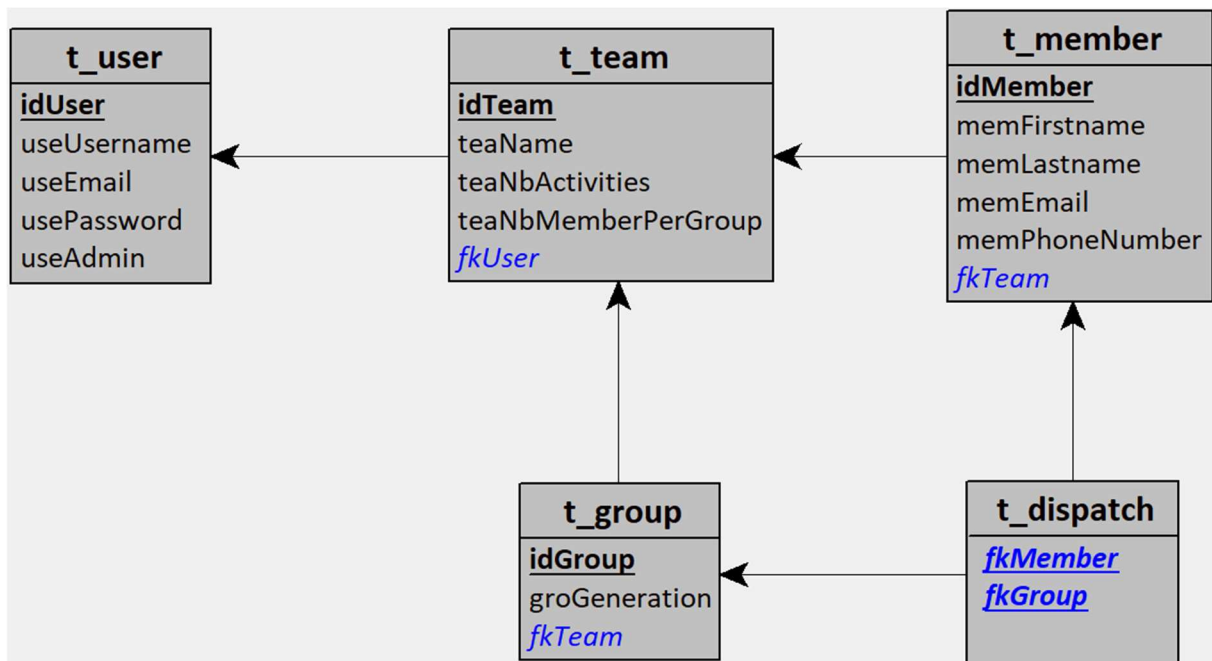 t_user
idUser
useUsername
useEmail
usePassword
useAdmin
t_team
idTeam
teaName
teaNbActivities
teaNbMemberPerGroup
fkUser
t_member
idMember
memFirstname
memLastname
memEmail
memPhoneNumber
fkTeam
t_group
idGroup
groGeneration
fkTeam
t_dispatch
fkMember
fkGroup